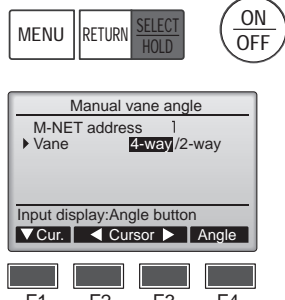 MENU RETURN SELECT HOLD ON OFF
Manual vane angle
M-NET address 1
Vane 4-way/2-way
Input display:Angle button
▼Cur. ◀ Cursor ▶ Angle
F1 F2 F3 F4